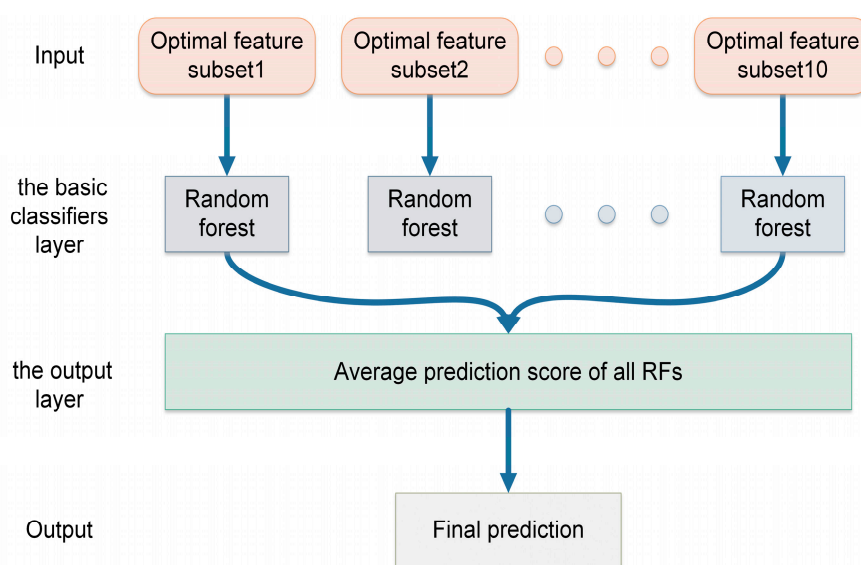 Input
Optimal feature
subset1
Optimal feature
subset2
Optimal feature
subset10
the basic
classifiers
layer
Random
forest
Random
forest
Random
forest
the output
layer
Average prediction score of all RFs
Output
Final prediction